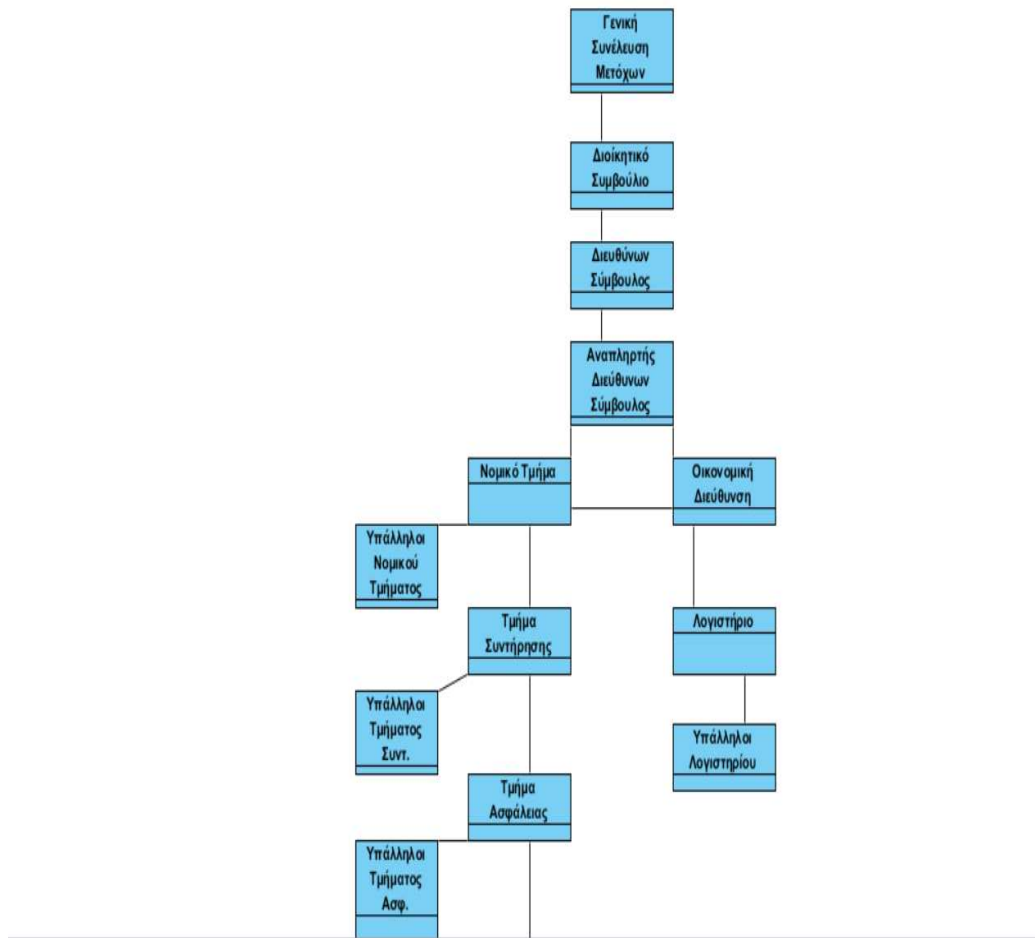 Γενική
Συνέλευση
Μετόχων
Διοίκητικό
Συμβούλιο
Διευθύνων
Σύμβουλος
Αναπληρτής
Διεύθυνων
Σύμβουλος
Νομικό Τμήμα
Οικονομική
Διεύθυνση
Υπάλληλοι
Νομικού
Τμήματος
Τμήμα
Συντήρησης
Λογιστήριο
Υπάλληλοι
Τμήματος
Συντ.
Υπάλληλοι
Λογιστηρίου
Τμήμα
Ασφάλειας
Υπάλληλοι
Τμήματος
Ασφ.